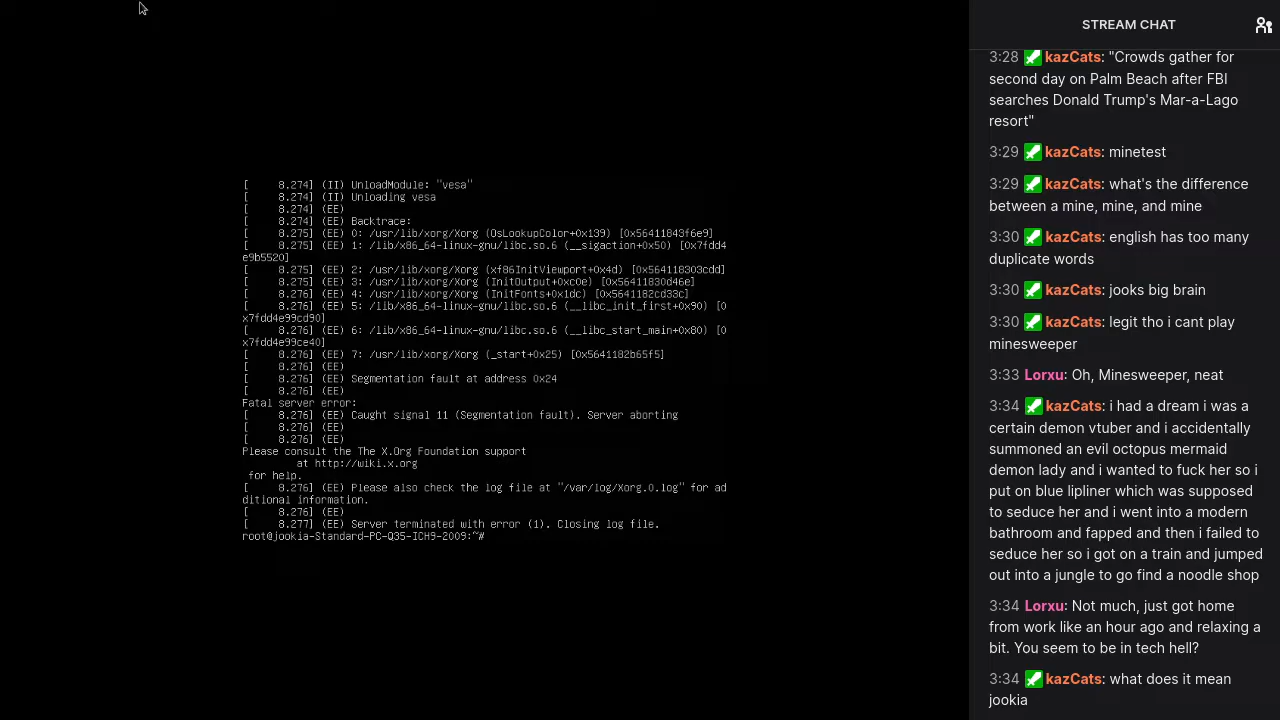 [     8.274] (II) UnloadModule: "vesa"
[     8.274] (II) Unloading vesa
[     8.274] (EE)
[     8.274] (EE) Backtrace:
[     8.275] (EE) 0: /usr/lib/xorg/Xorg (OsLookupColor+0x139) [0x56411843f6e9]
[     8.275] (EE) 1: /lib/x86_64-linux-gnu/libc.so.6 (__sigaction+0x50) [0x7fdd4
e9b5520]
[     8.275] (EE) 2: /usr/lib/xorg/Xorg (xf86InitViewport+0x4d) [0x564118303cdd]
[     8.275] (EE) 3: /usr/lib/xorg/Xorg (InitOutput+0xc0e) [0x56411830d46e]
[     8.276] (EE) 4: /usr/lib/xorg/Xorg (InitFonts+0x1dc) [0x5641182cd33c]
[     8.276] (EE) 5: /lib/x86_64-linux-gnu/libc.so.6 (__libc_init_first+0x90) [0
x7fdd4e99cd90]
[     8.276] (EE) 6: /lib/x86_64-linux-gnu/libc.so.6 (__libc_start_main+0x80) [0
x7fdd4e99ce40]
[     8.276] (EE) 7: /usr/lib/xorg/Xorg (_start+0x25) [0x5641182b65f5]
[     8.276] (EE)
[     8.276] (EE) Segmentation fault at address 0x24
[     8.276] (EE)
Fatal server error:
[     8.276] (EE) Caught signal 11 (Segmentation fault). Server aborting
[     8.276] (EE)
[     8.276] (EE)
Please consult the The X.Org Foundation support
at http://wiki.x.org
for help.
[     8.276] (EE) Please also check the log file at "/var/log/Xorg.0.log" for ad
ditional information.
[     8.276] (EE)
[     8.277] (EE) Server terminated with error (1). Closing log file.
root@jookia-Standard-PC-Q35-ICH9-2009:~#
STREAM CHAT
3:28 kazCats: "Crowds gather for
second day on Palm Beach after FBI
searches Donald Trump's Mar-a-Lago
resort"
3:29 kazCats: minetest
3:29 kazCats: what's the difference
between a mine, mine, and mine
3:30 kazCats: english has too many
duplicate words
3:30 kazCats: jooks big brain
3:30 kazCats: legit tho i cant play
minesweeper
3:33 Lorxu: Oh, Minesweeper, neat
3:34 kazCats: i had a dream i was a
certain demon vtuber and i accidentally
summoned an evil octopus mermaid
demon lady and i wanted to fuck her so i
put on blue lipliner which was supposed
to seduce her and i went into a modern
bathroom and fapped and then i failed to
seduce her so i got on a train and jumped
out into a jungle to go find a noodle shop
3:34 Lorxu: Not much, just got home
from work like an hour ago and relaxing a
bit. You seem to be in tech hell?
3:34 kazCats: what does it mean
jookia